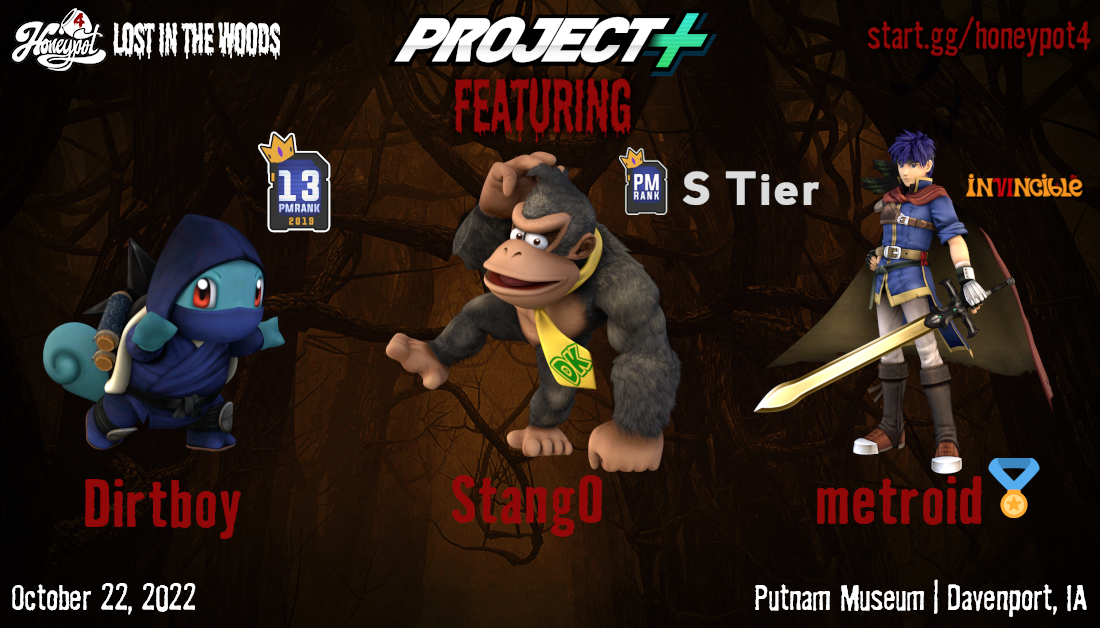 4
Honeypot
LOST IN THE WOODS
PROJECT+
start.gg/honeypot4
FEATURING
13
PMRANK
2019
PM
RANK
S Tier
INVINCIBLE
DK
Dirtboy
Stang0
metroid
October 22, 2022
Putnam Museum | Davenport, IA